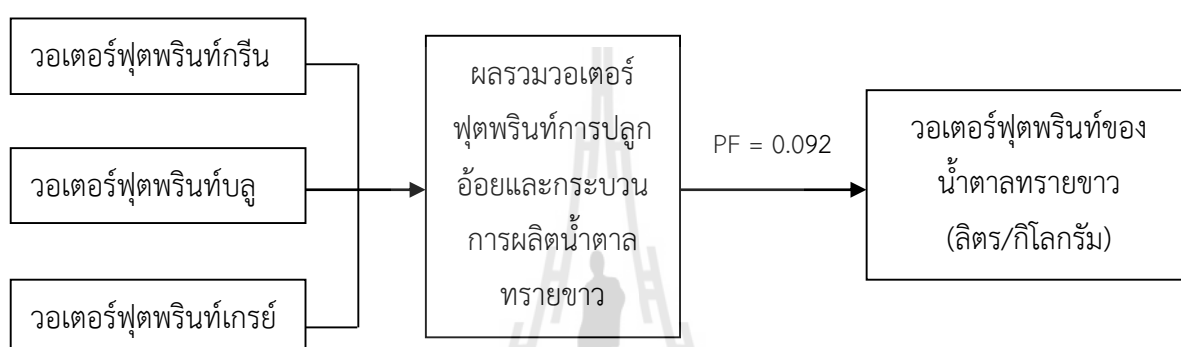 วอเตอร์ฟุตพรินท์กรีน
วอเตอร์ฟุตพรินท์บลู
วอเตอร์ฟุตพรินท์เกรย์
ผลรวมวอเตอร์
ฟุตพรินท์การปลูก
อ้อยและกระบวน
การผลิตน้ำตาล
ทรายขาว
PF = 0.092
วอเตอร์ฟุตพรินท์ของ
น้ำตาลทรายขาว
(ลิตร/กิโลกรัม)